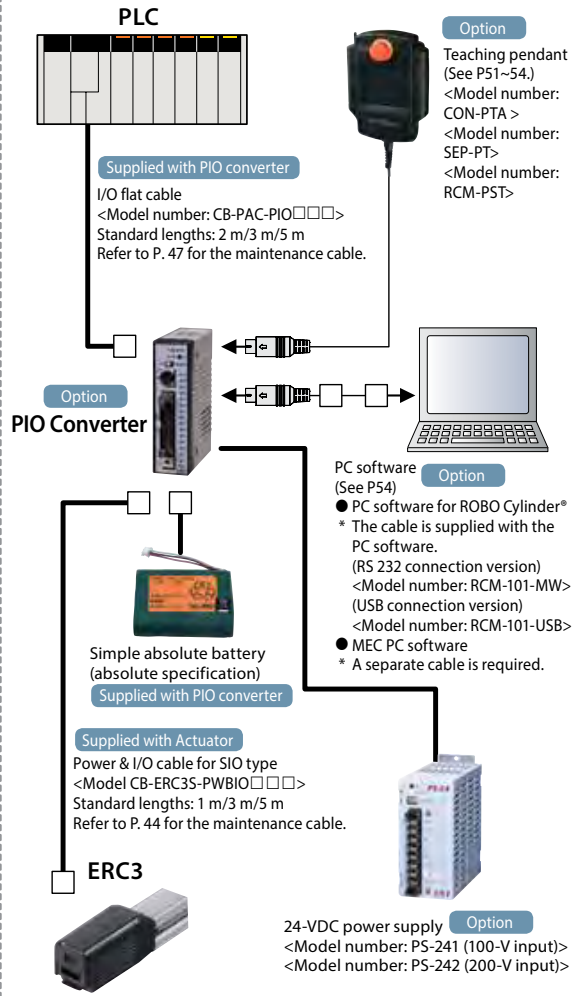 PLC
Option
Teaching pendant
(See P51~54.)
<Model number:
CON-PTA >
<Model number:
SEP-PT>
<Model number:
RCM-PST>
Supplied with PIO converter
I/O flat cable
<Model number: CB-PAC-PIO□□□>
Standard lengths: 2 m/3 m/5 m
Refer to P. 47 for the maintenance cable.
Option
PIO Converter
PC software
(See P54)
Option
● PC software for ROBO Cylinder®
* The cable is supplied with the
PC software.
(RS 232 connection version)
<Model number: RCM-101-MW>
(USB connection version)
<Model number: RCM-101-USB>
● MEC PC software
* A separate cable is required.
Simple absolute battery
(absolute specification)
Supplied with PIO converter
Supplied with Actuator
Power & I/O cable for SIO type
<Model CB-ERC3S-PWBIO□□□>
Standard lengths: 1 m/3 m/5 m
Refer to P. 44 for the maintenance cable.
ERC3
PS-24
24-VDC power supply
Option
<Model number: PS-241 (100-V input)>
<Model number: PS-242 (200-V input)>